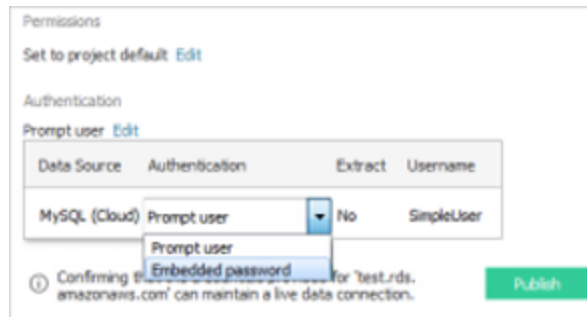 Permissions
Set to project default Edit
Authentication
Prompt user Edit
Data Source Authentication Extract Username
MySQL (Cloud) Prompt user No SimpleUser
Prompt user
Embedded password
Confirming t for 'test.rds.
amazonaws.com' can maintain a live data connection.
Publish